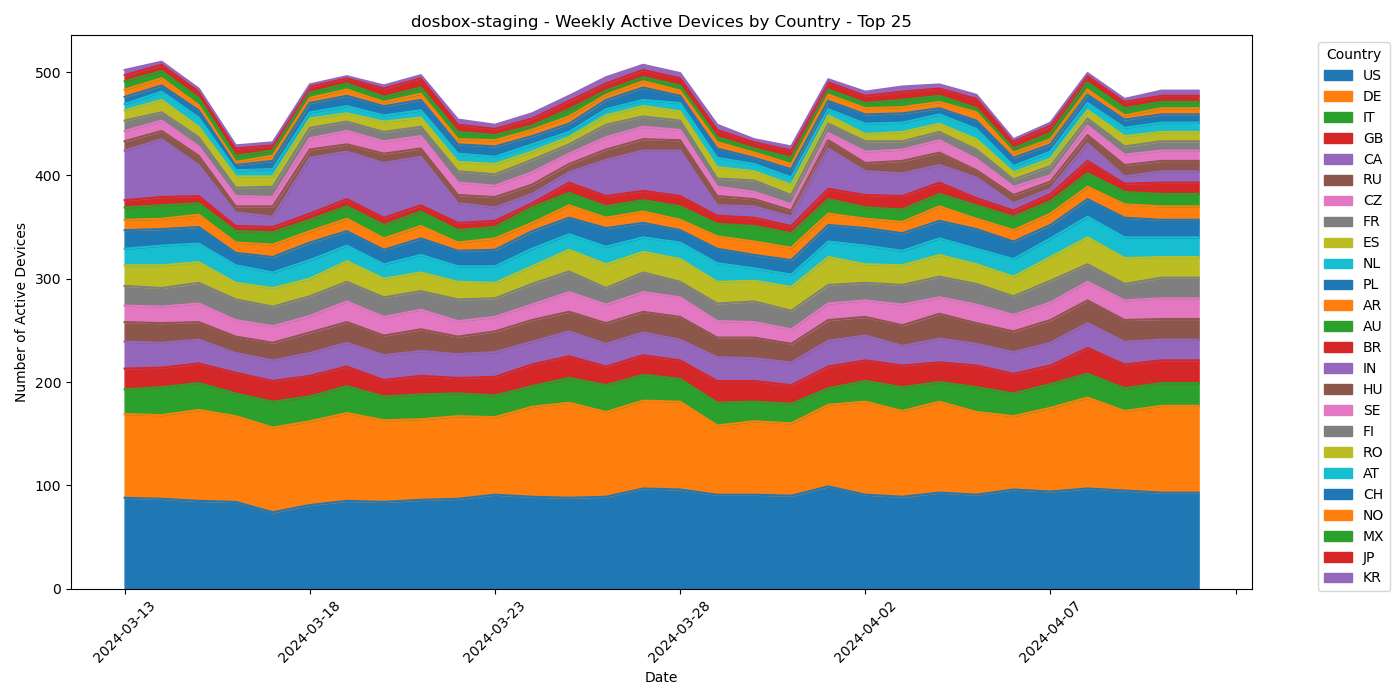 dosbox-staging - Weekly Active Devices by Country - Top 25
Number of Active Devices
500
400
300
200
100
0
2024-03-13
2024-03-18
2024-03-23
2024-03-28
2024-04-02
2024-04-07
Date
Country
US
DE
IT
GB
CA
RU
CZ
FR
ES
NL
PL
AR
AU
BR
IN
HU
SE
FI
RO
AT
CH
NO
MX
JP
KR